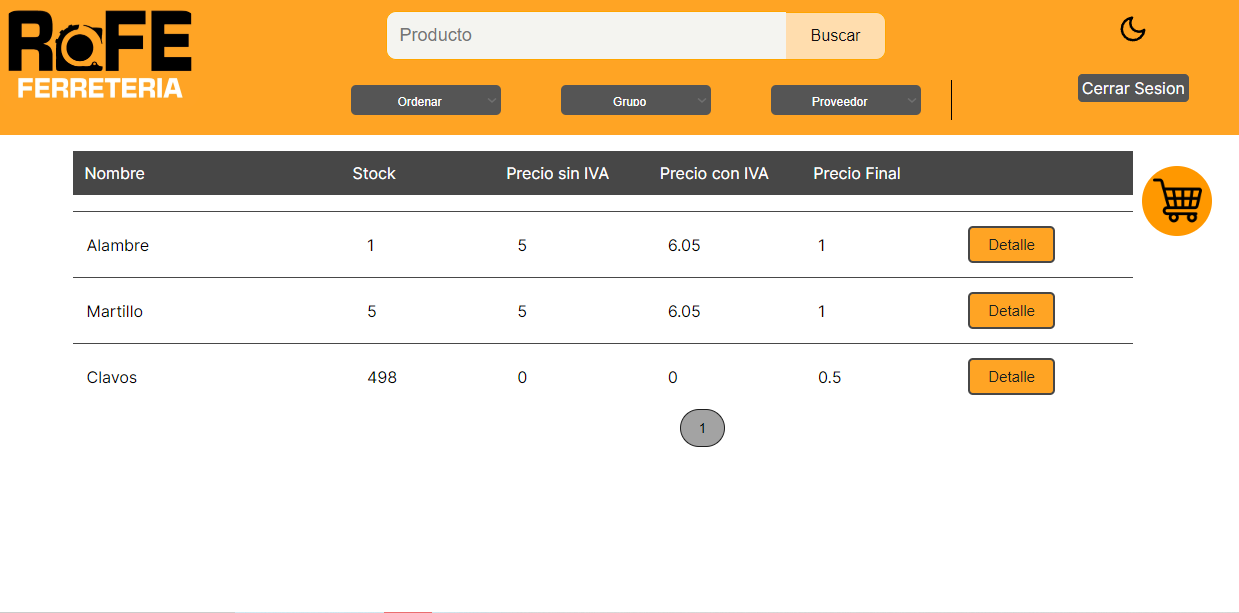 RoFE
FERRETERIA
Producto
Buscar
Ordenar
Grupo
Proveedor
Cerrar Sesion
Nombre Stock Precio sin IVA Precio con IVA Precio Final
Alambre 1 5 6.05 1 Detalle
Martillo 5 5 6.05 1 Detalle
Clavos 498 0 0 0.5 Detalle
1